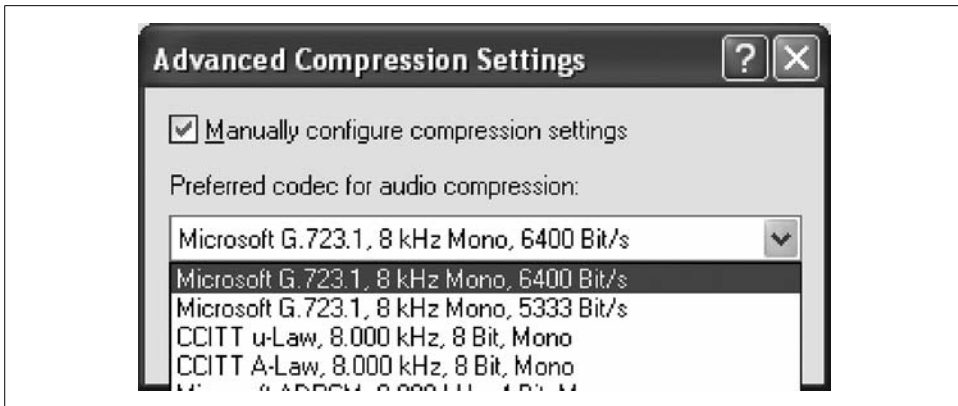 Advanced Compression Settings
Manually configure compression settings
Preferred codec for audio compression:
Microsoft G.723.1, 8 kHz Mono, 6400 Bit/s
Microsoft G.723.1, 8 kHz Mono, 6400 Bit/s
Microsoft G.723.1, 8 kHz Mono, 5333 Bit/s
CCITT u-Law, 8.000 kHz, 8 Bit, Mono
CCITT A-Law, 8.000 kHz, 8 Bit, Mono